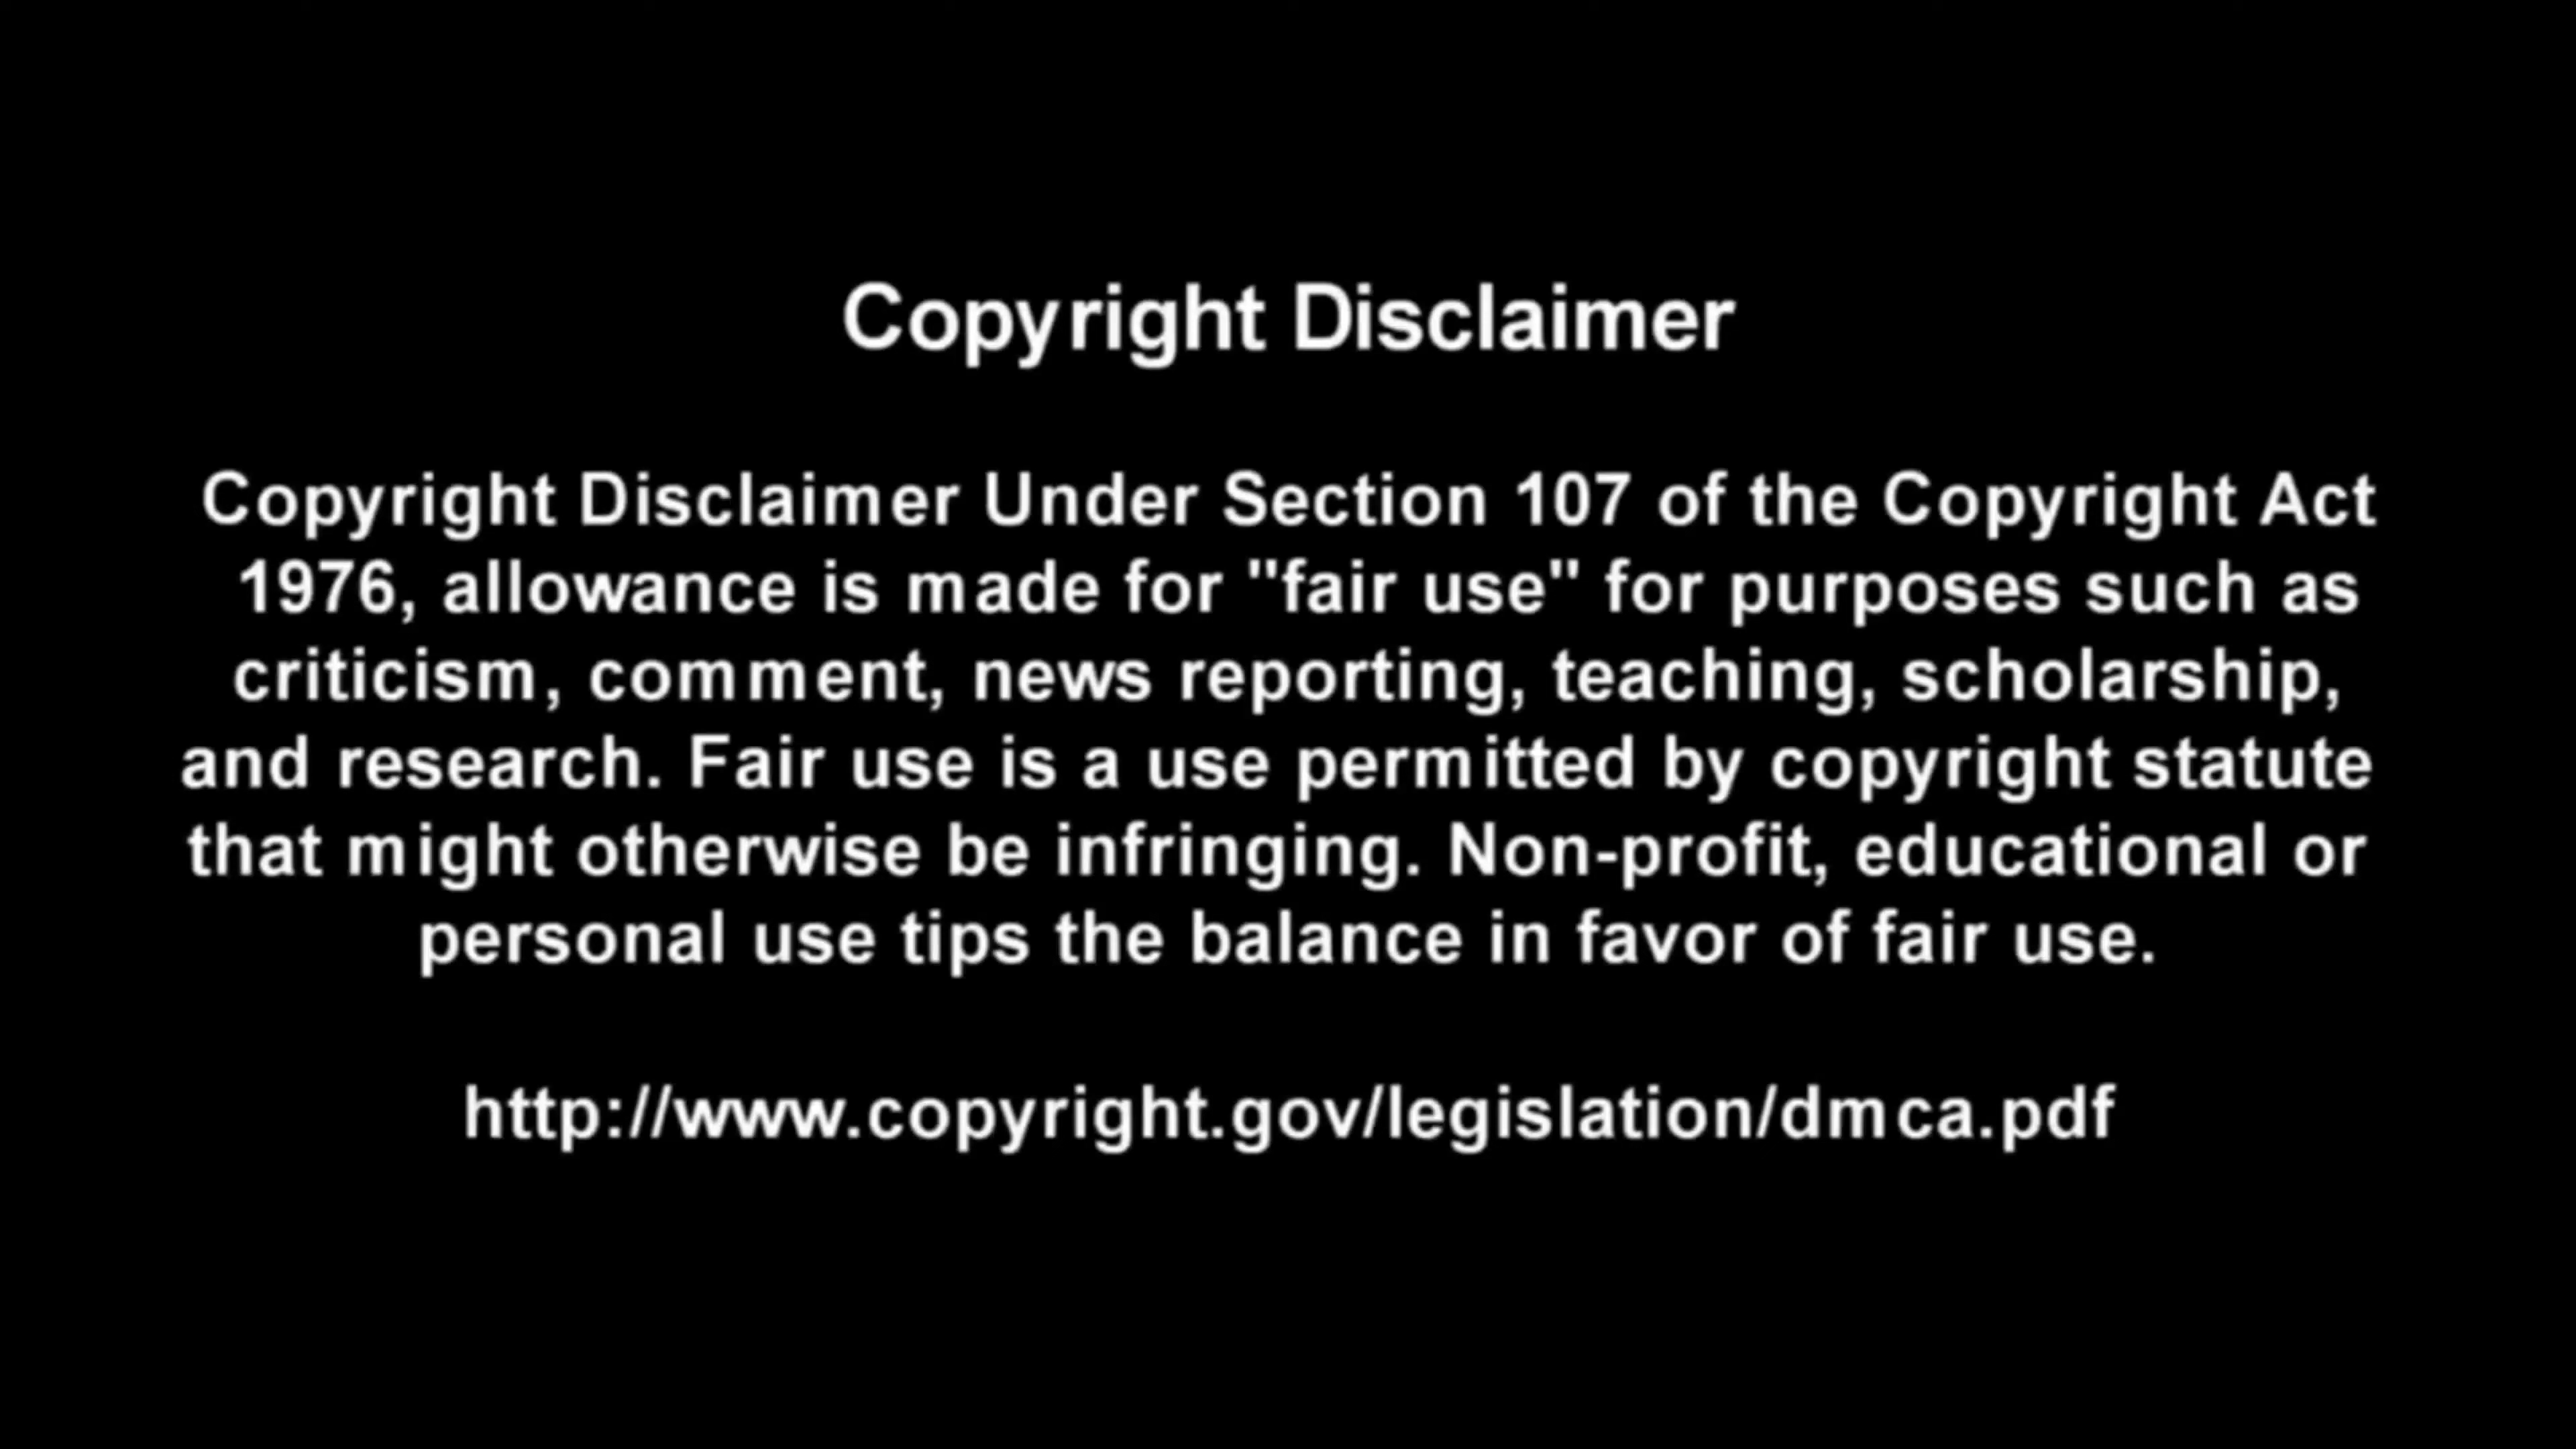 Copyright Disclaimer
Copyright Disclaimer Under Section 107 of the Copyright Act
1976, allowance is made for "fair use" for purposes such as
criticism, comment, news reporting, teaching, scholarship,
and research. Fair use is a use permitted by copyright statute
that might otherwise be infringing. Non-profit, educational or
personal use tips the balance in favor of fair use.
http://www.copyright.gov/legislation/dmca.pdf